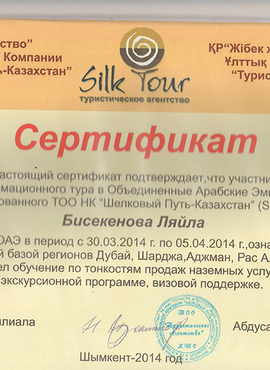 ство"
Компании
ть-Казахстан"
Silk Tour
туристическое агентство
ҚР"Жібек ж
Ұлттық
"Турис
Сертификат
астоящий сертификат подтверждает,что участни
мационного тура в Объединенные Арабские Эми
ованного ТОО НК "Шелковый Путь-Казахстан" (S
Бисекенова Ляйла
ОАЭ в период с 30.03.2014 г. по 05.04.2014 г.,озна
й базой регионов Дубай, Шарджа,Аджман, Рас А
ел обучение по тонкостям продаж наземных услу
экскурсионной программе, визовой поддержке.
илиала
Абдуса
Шымкент-2014 год